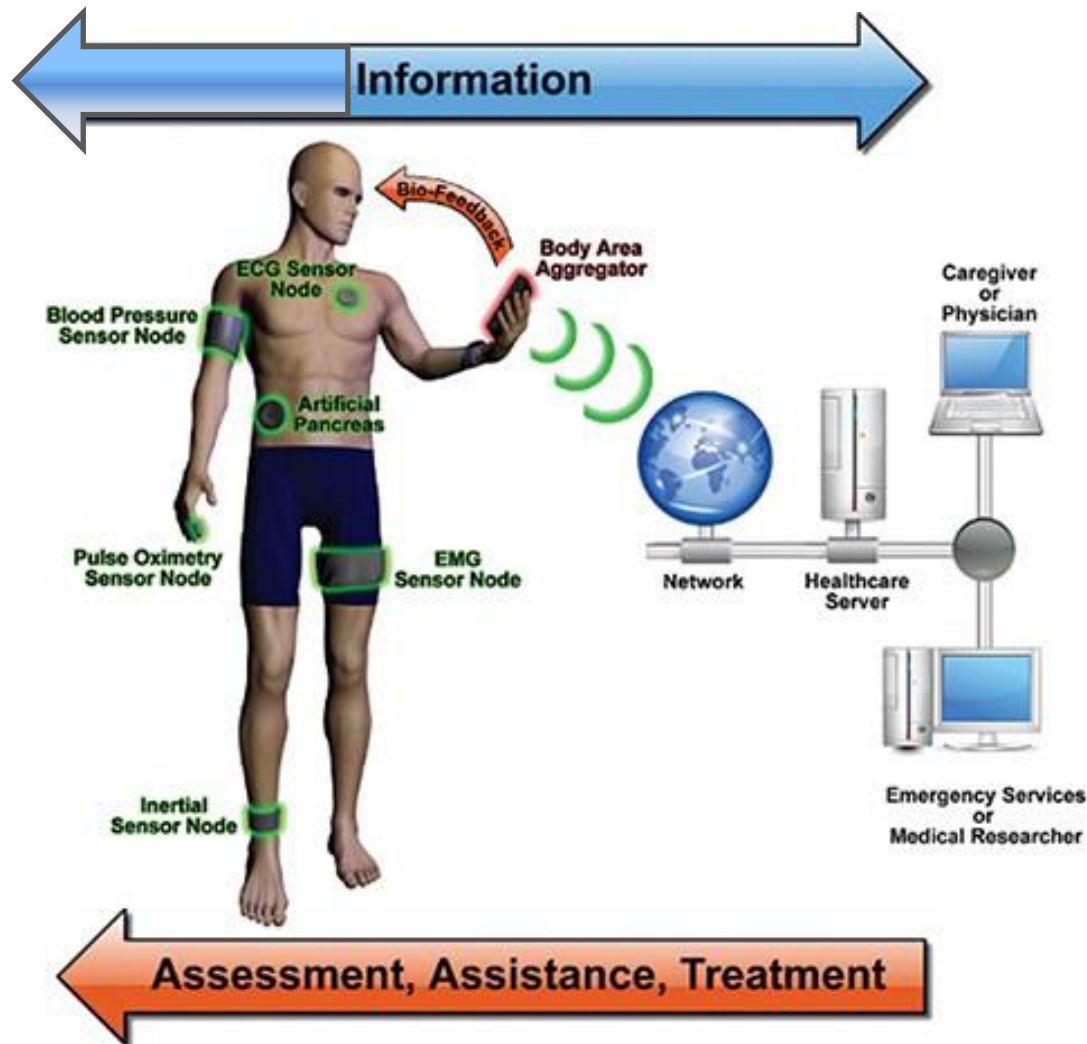 Information
Bio-Feedback
Body Area
Aggregator
ECG Sensor
Node
Blood Pressure
Sensor Node
Caregiver
or
Physician
Artificial
Pancreas
Pulse Oximetry
Sensor Node
EMG
Sensor Node
Network
Healthcare
Server
Inertial
Sensor Node
Emergency Services
or
Medical Researcher
Assessment, Assistance, Treatment